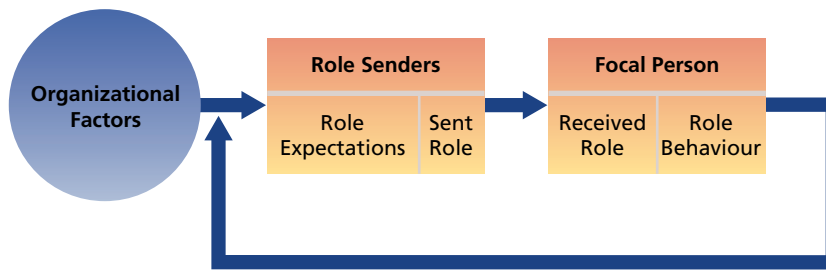 Organizational
Factors
Role Senders
Role
Expectations
Sent
Role
Focal Person
Received
Role
Role
Behaviour